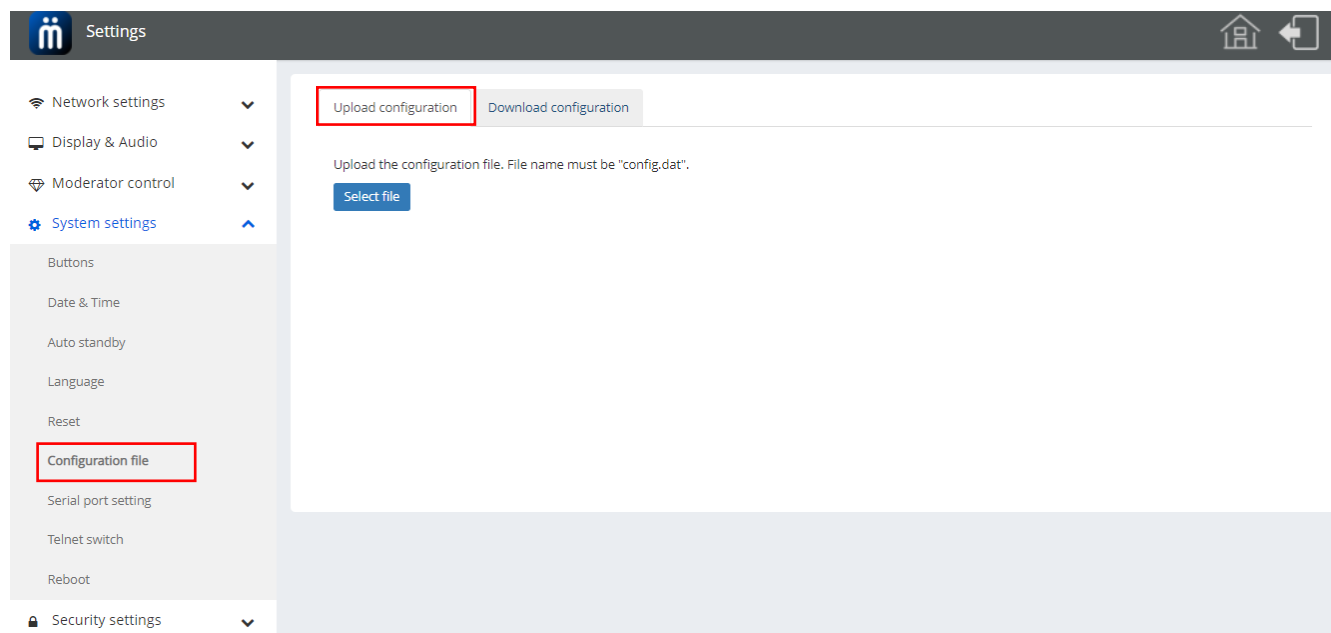 Settings
Network settings
Display & Audio
Moderator control
System settings
Buttons
Date & Time
Auto standby
Language
Reset
Configuration file
Serial port setting
Telnet switch
Reboot
Security settings
Upload configuration Download configuration
Upload the configuration file. File name must be "config.dat".
Select file